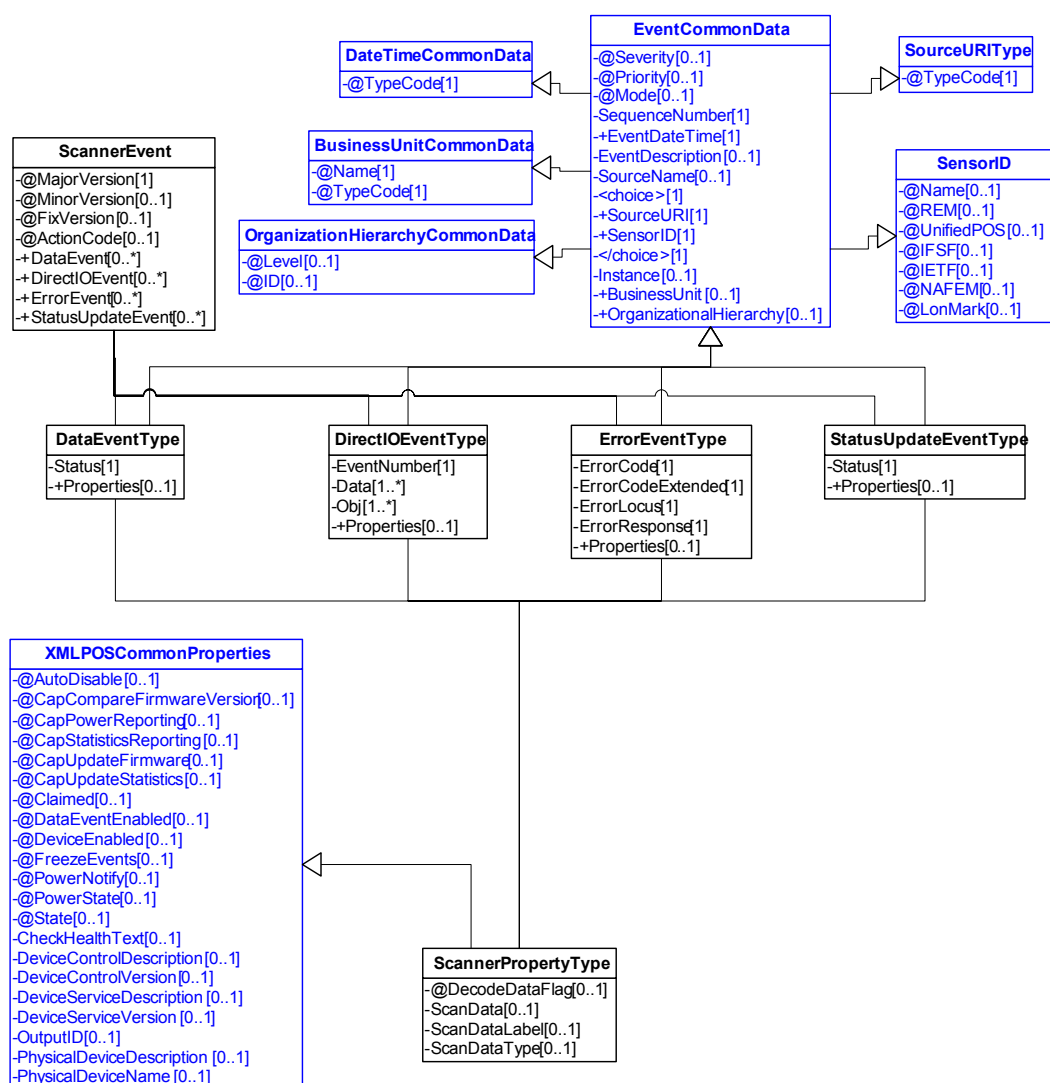 EventCommonData
-@Severity[0..1]
-@Priority[0..1]
-@Mode[0..1]
-SequenceNumber[1]
-+EventDateTime[1]
-EventDescription[0..1]
-SourceName[0..1]
-<choice>[1]
-+SourceURI[1]
-+SensorID[1]
-</choice>[1]
-Instance[0..1]
-+BusinessUnit[0..1]
-+OrganizationalHierarchy[0..1]
DateTimeCommonData
-@TypeCode[1]
SourceURIType
-@TypeCode[1]
BusinessUnitCommonData
-@Name[1]
-@TypeCode[1]
OrganizationHierarchyCommonData
-@Level[0..1]
-@ID[0..1]
SensorID
-@Name[0..1]
-@REM[0..1]
-@UnifiedPOS[0..1]
-@IFSF[0..1]
-@IETF[0..1]
-@NAFEM[0..1]
-@LonMark[0..1]
ScannerEvent
-@MajorVersion[1]
-@MinorVersion[0..1]
-@FixVersion[0..1]
-@ActionCode[0..1]
-+DataEvent[0..*]
-+DirectIOEvent[0..*]
-+ErrorEvent[0..*]
-+StatusUpdateEvent[0..*]
DataEventType
-Status[1]
-+Properties[0..1]
DirectIOEventType
-EventNumber[1]
-Data[1..*]
-Obj[1..*]
-+Properties[0..1]
ErrorEventType
-ErrorCode[1]
-ErrorCodeExtended[1]
-ErrorLocus[1]
-ErrorResponse[1]
-+Properties[0..1]
StatusUpdateEventType
-Status[1]
-+Properties[0..1]
XMLPOSCommonProperties
-@AutoDisable[0..1]
-@CapCompareFirmwareVersion[0..1]
-@CapPowerReporting[0..1]
-@CapStatisticsReporting[0..1]
-@CapUpdateFirmware[0..1]
-@CapUpdateStatistics[0..1]
-@Claimed[0..1]
-@DataEventEnabled[0..1]
-@DeviceEnabled[0..1]
-@FreezeEvents[0..1]
-@PowerNotify[0..1]
-@PowerState[0..1]
-@State[0..1]
-CheckHealthText[0..1]
-DeviceControlDescription[0..1]
-DeviceControlVersion[0..1]
-DeviceServiceDescription [0..1]
-DeviceServiceVersion [0..1]
-OutputID[0..1]
-PhysicalDeviceDescription [0..1]
-PhysicalDeviceName [0..1]
ScannerPropertyType
-@DecodeDataFlag[0..1]
-ScanData[0..1]
-ScanDataLabel[0..1]
-ScanDataType[0..1]